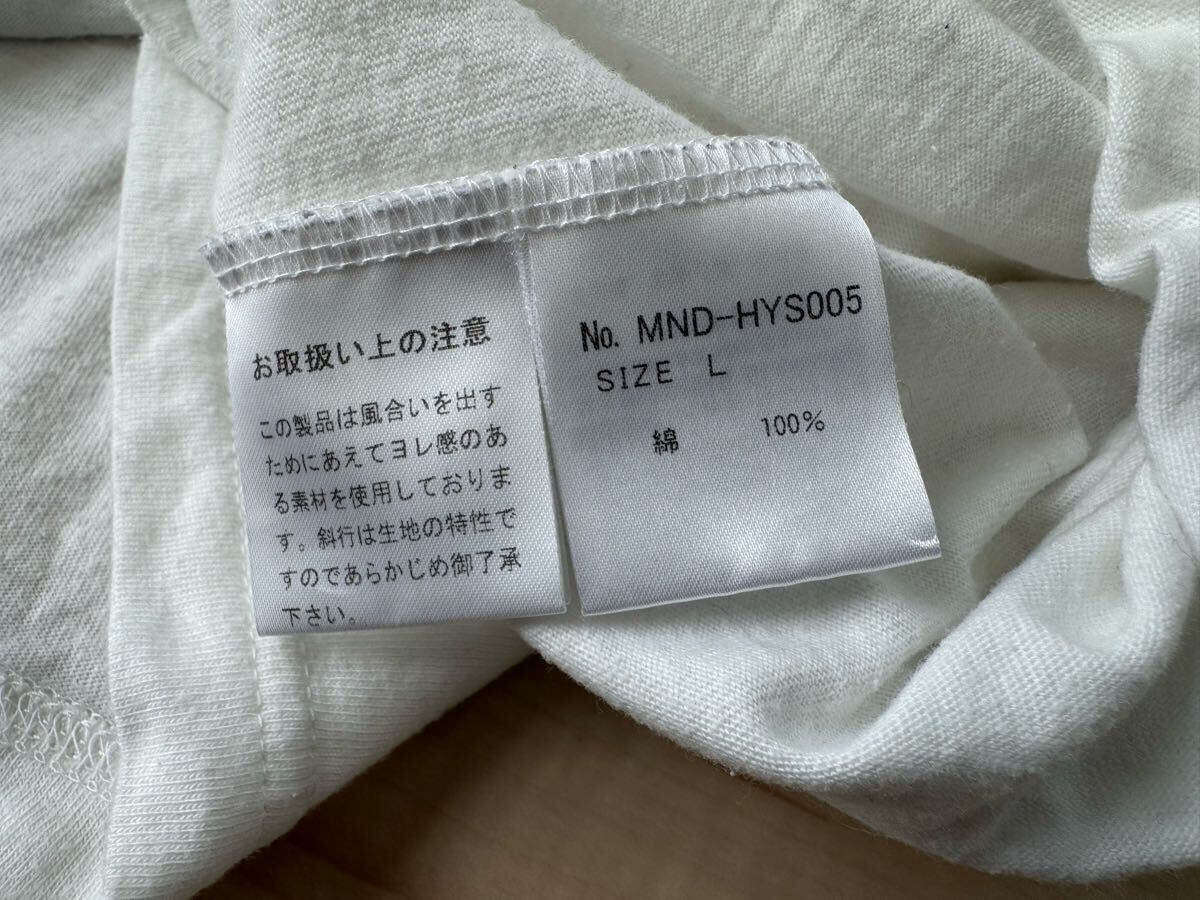 お取扱い上の注意
この製品は風合いを出す
ためにあえてヨレ感のあ
る素材を使用しておりま
す。斜行は生地の特性で
すのであらかじめ御了承
下さい。
No. MND-HYS005
SIZE L
綿 100%